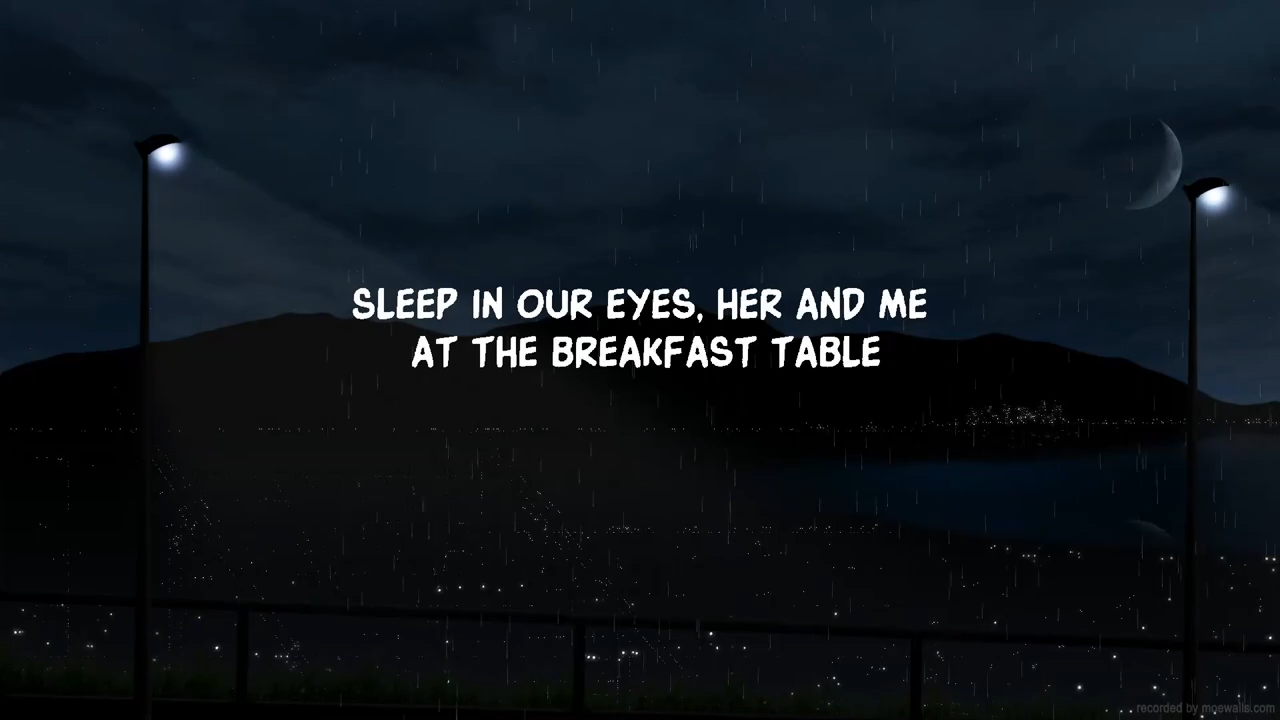 SLEEP IN OUR EYES, HER AND ME
AT THE BREAKFAST TABLE
recorded by moewalls.com